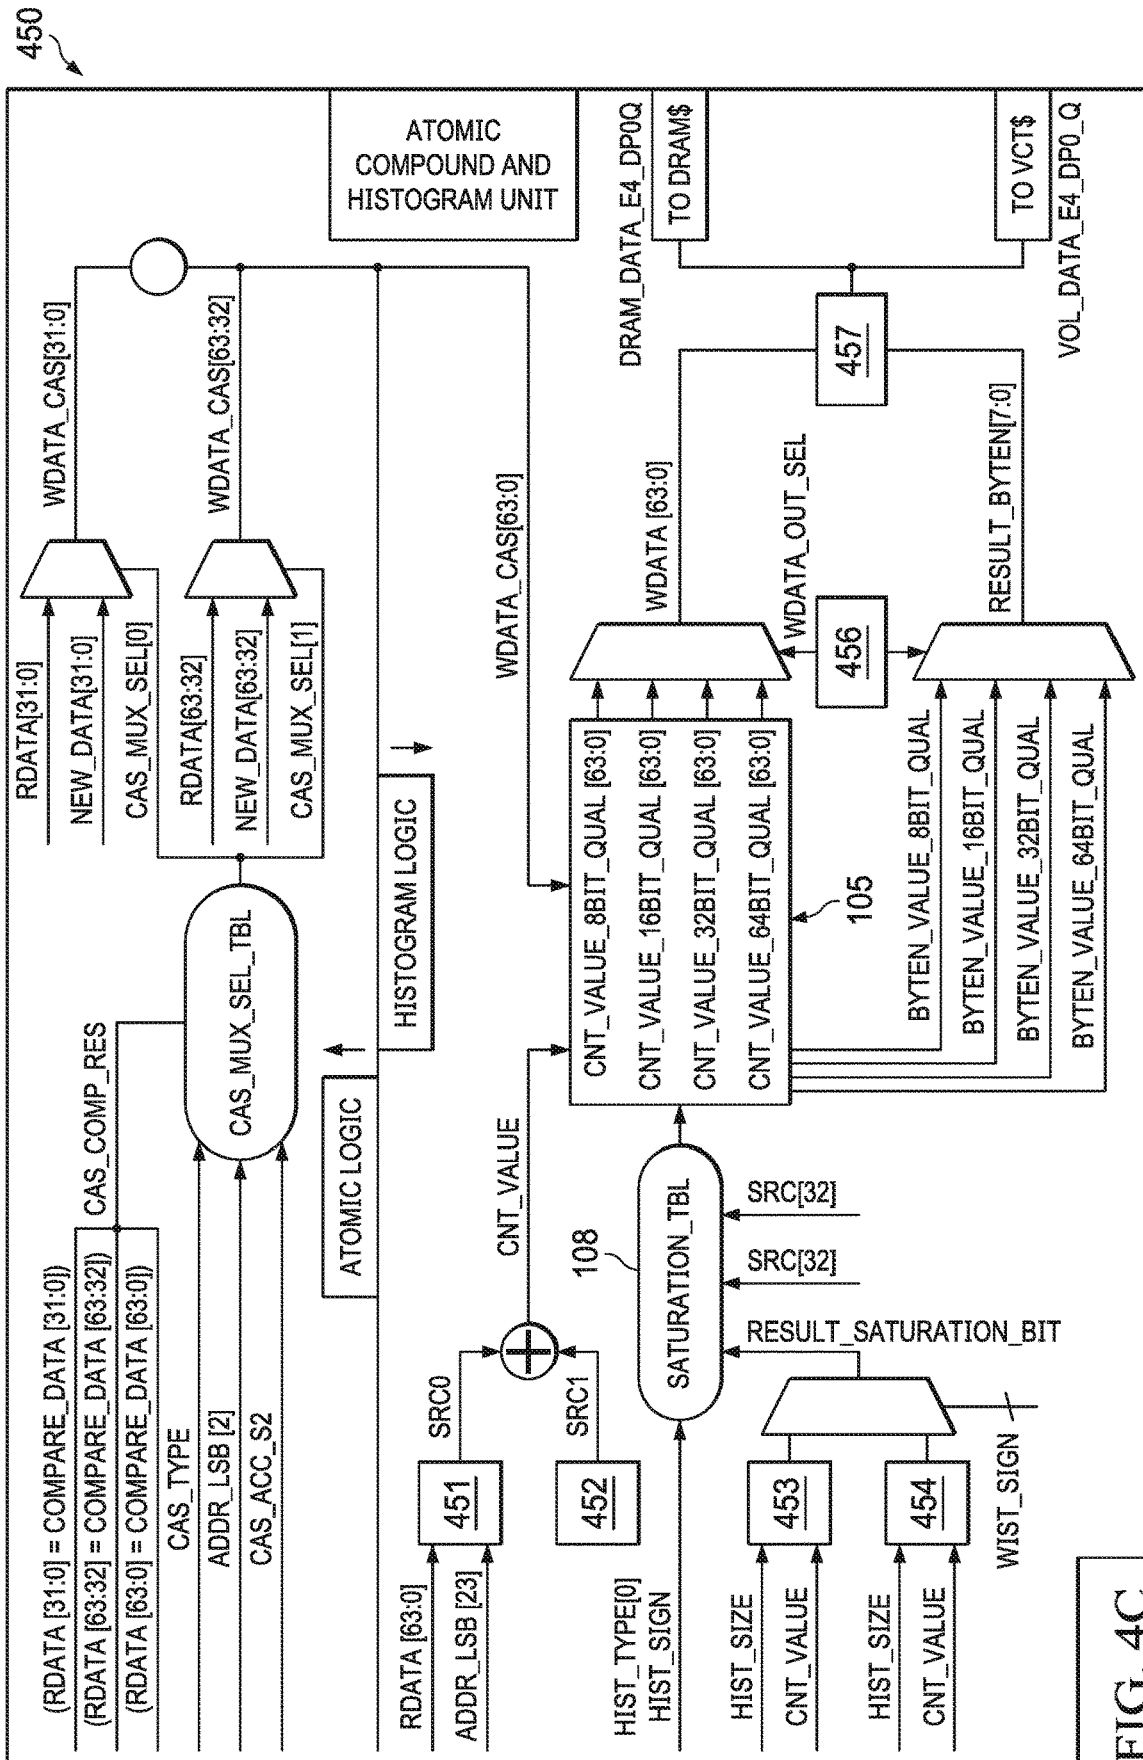 450
ATOMIC
COMPOUND AND
HISTOGRAM UNIT
(RDATA [31:0] = COMPARE_DATA [31:0])
(RDATA [63:32] = COMPARE_DATA [63:32])
(RDATA [63:0] = COMPARE_DATA [63:0])
CAS_COMP_RES
CAS_TYPE
ADDR_LSB [2]
CAS_ACC_S2
CAS_MUX_SEL_TBL
RDATA[31:0]
NEW_DATA[31:0]
CAS_MUX_SEL[0]
WDATA_CAS[31:0]
RDATA[63:32]
NEW_DATA[63:32]
CAS_MUX_SEL[1]
WDATA_CAS[63:32]
ATOMIC LOGIC
HISTOGRAM LOGIC
WDATA_CAS[63:0]
RDATA [63:0]
ADDR_LSB [23]
451
SRC0
452
SRC1
CNT_VALUE
HIST_TYPE[0]
HIST_SIGN
108
SATURATION_TBL
SRC[32]
SRC[32]
RESULT_SATURATION_BIT
HIST_SIZE
CNT_VALUE
453
HIST_SIZE
CNT_VALUE
454
WIST_SIGN
CNT_VALUE_8BIT_QUAL [63:0]
CNT_VALUE_16BIT_QUAL [63:0]
CNT_VALUE_32BIT_QUAL [63:0]
CNT_VALUE_64BIT_QUAL [63:0]
105
BYTEN_VALUE_8BIT_QUAL
BYTEN_VALUE_16BIT_QUAL
BYTEN_VALUE_32BIT_QUAL
BYTEN_VALUE_64BIT_QUAL
WDATA [63:0]
WDATA_OUT_SEL
456
RESULT_BYTEN[7:0]
457
DRAM_DATA_E4_DP0Q
TO DRAM$
TO VCT$
VOL_DATA_E4_DP0_Q
FIG. 4C